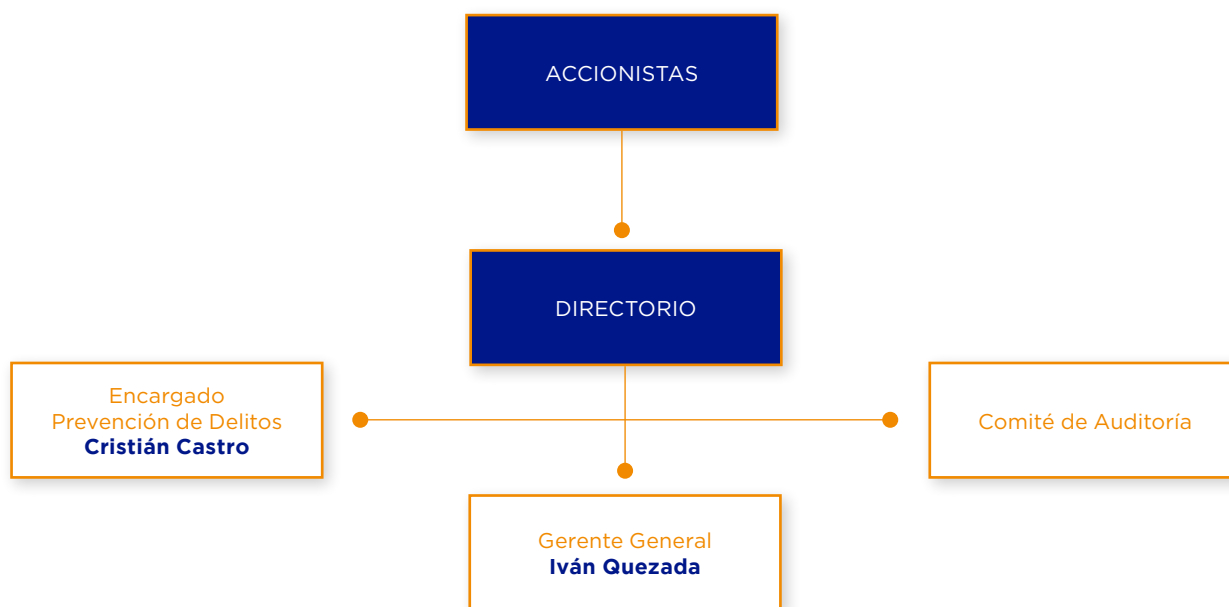 ACCIONISTAS
DIRECTORIO
Encargado
Prevención de Delitos
Cristián Castro
Comité de Auditoría
Gerente General
Iván Quezada